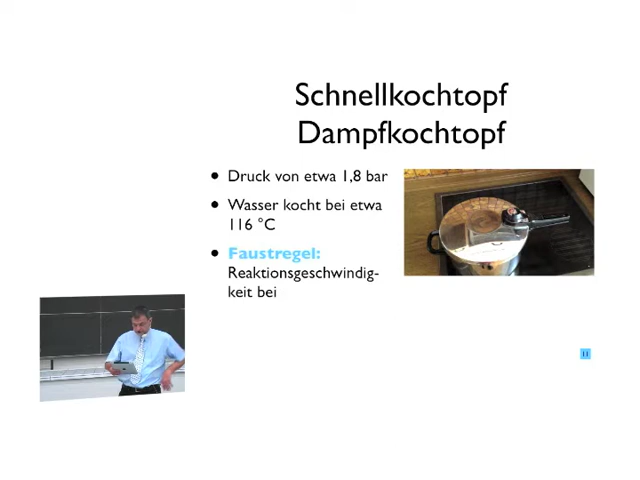 Schnellkochtopf
Dampfkochtopf
• Druck von etwa 1,8 bar
• Wasser kocht bei etwa
116 °C
• Faustregel:
Reaktionsgeschwindig-
keit bei
11